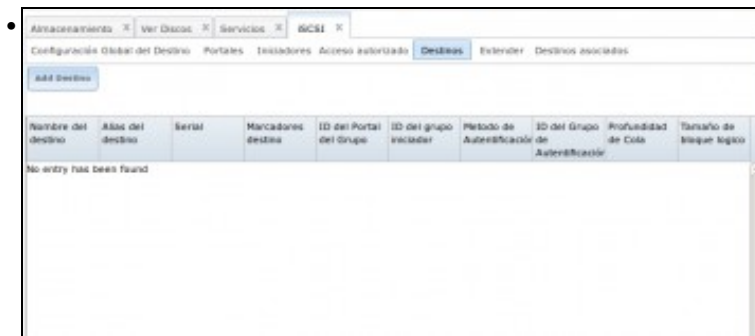 Almacenamiento X Ver Discos X Servicios X iSCSI X
Configuración Global del Destino Portales Iniciadores Acceso autorizado Destinos Extender Destinos asociados
Add Destino
Nombre del destino Alias del destino Serial Marcadores destino ID del Portal del Grupo ID del grupo iniciador Metodo de Autentificación ID del Grupo de Autentificación Profundidad de Cola Tamaño de bloque logico
No entry has been found